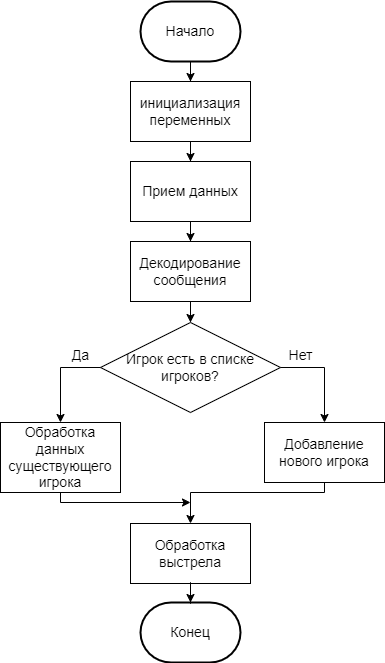 Начало
инициализация
переменных
Прием данных
Декодирование
сообщения
Игрок есть в списке
игроков?
Да
Нет
Обработка
данных
существующего
игрока
Добавление
нового игрока
Обработка
выстрела
Конец